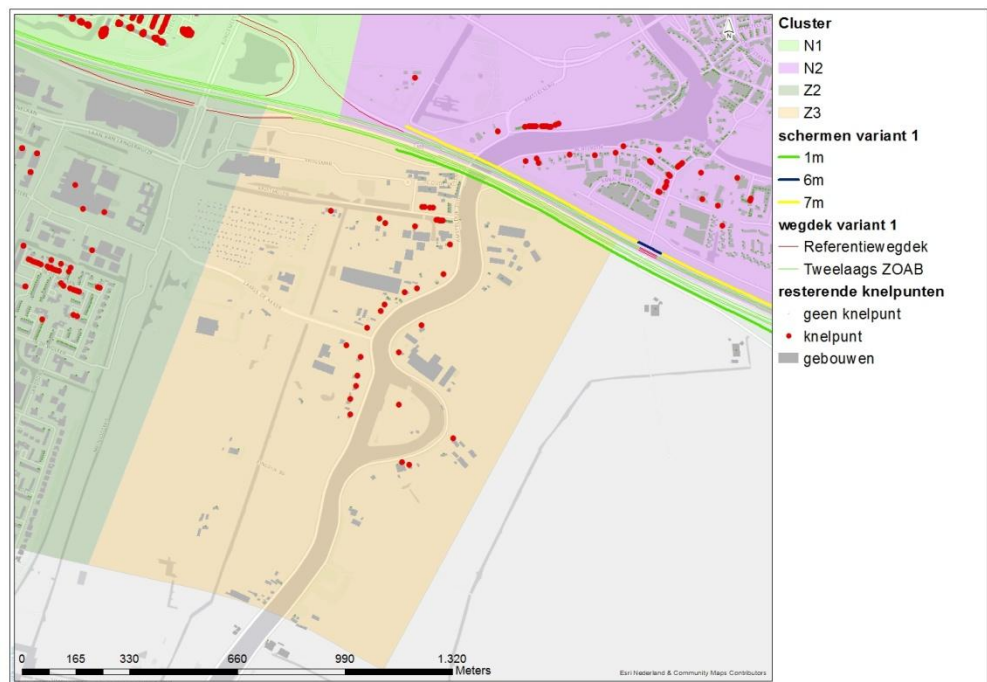 Cluster
N1
N2
Z2
Z3
schermen variant 1
1m
6m
7m
wegdek variant 1
Referentiewegdek
Tweelaags ZOAB
resterende knelpunten
geen knelpunt
knelpunt
gebouwen
N
0 165 330 660 990 1.320
Meters
Esri Nederland & Community Maps Contributors